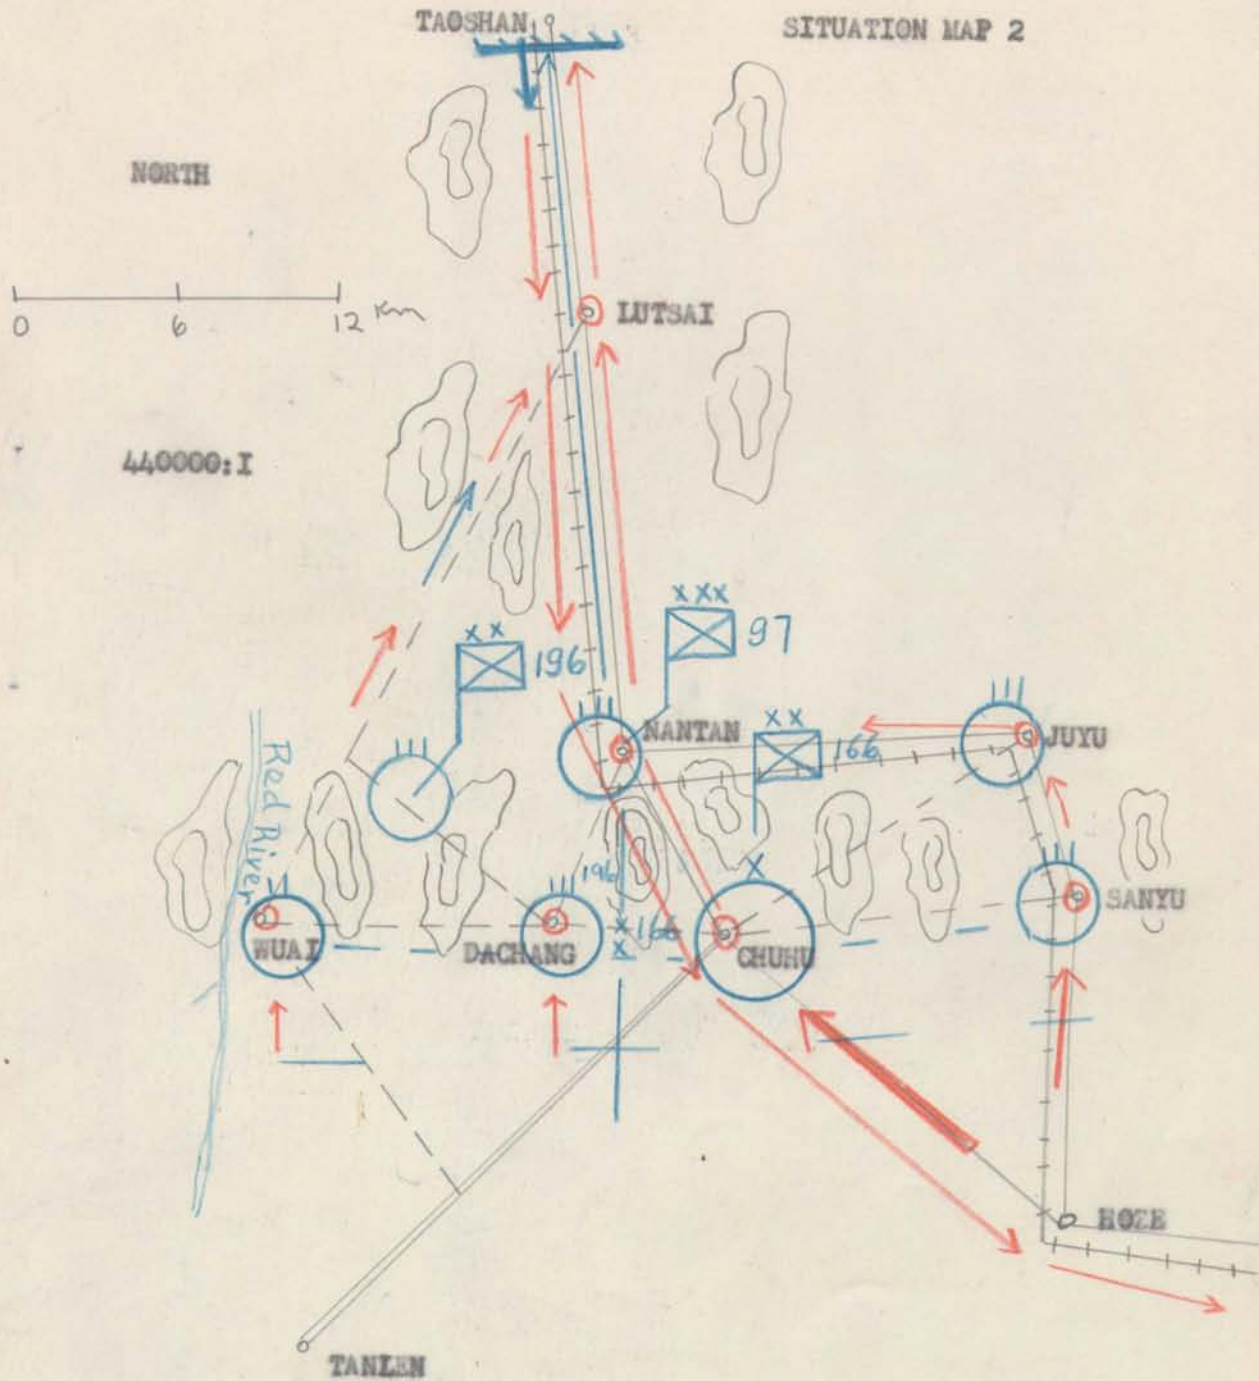 TAOSHAN
SITUATION MAP 2
NORTH
0 6 12 Km
LUTSAI
440000:I
XXX
97
XX
196
NANTAN
XX
166
JUYU
Red River
196
X
SANYU
WUAI
DACHANG
X
X
166
CHUHU
HOZE
TANLEN